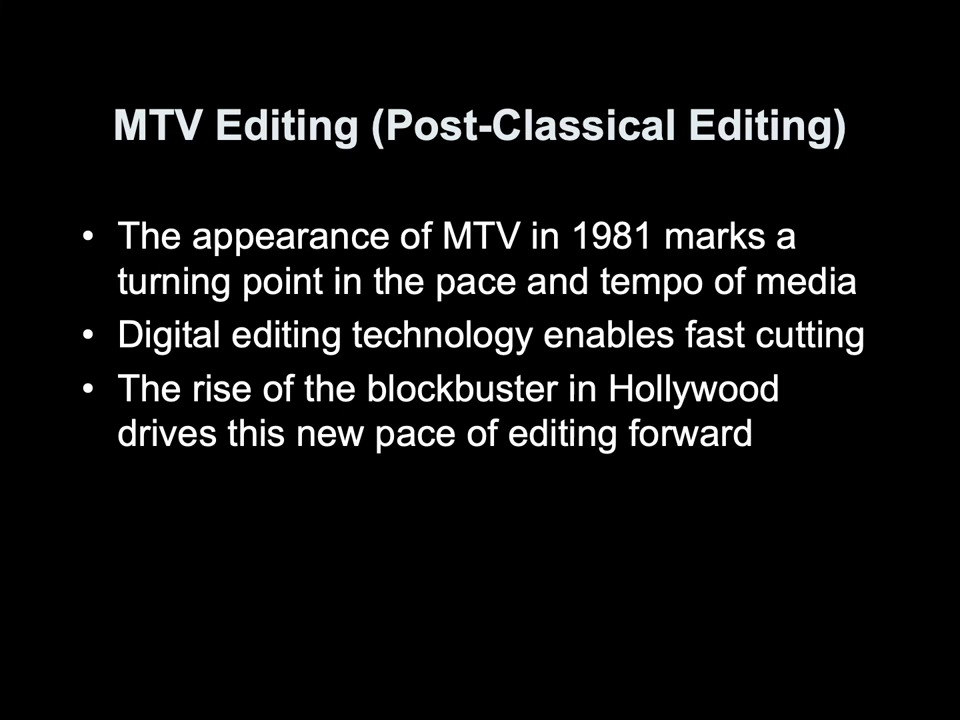 MTV Editing (Post-Classical Editing)
• The appearance of MTV in 1981 marks a
turning point in the pace and tempo of media
• Digital editing technology enables fast cutting
• The rise of the blockbuster in Hollywood
drives this new pace of editing forward